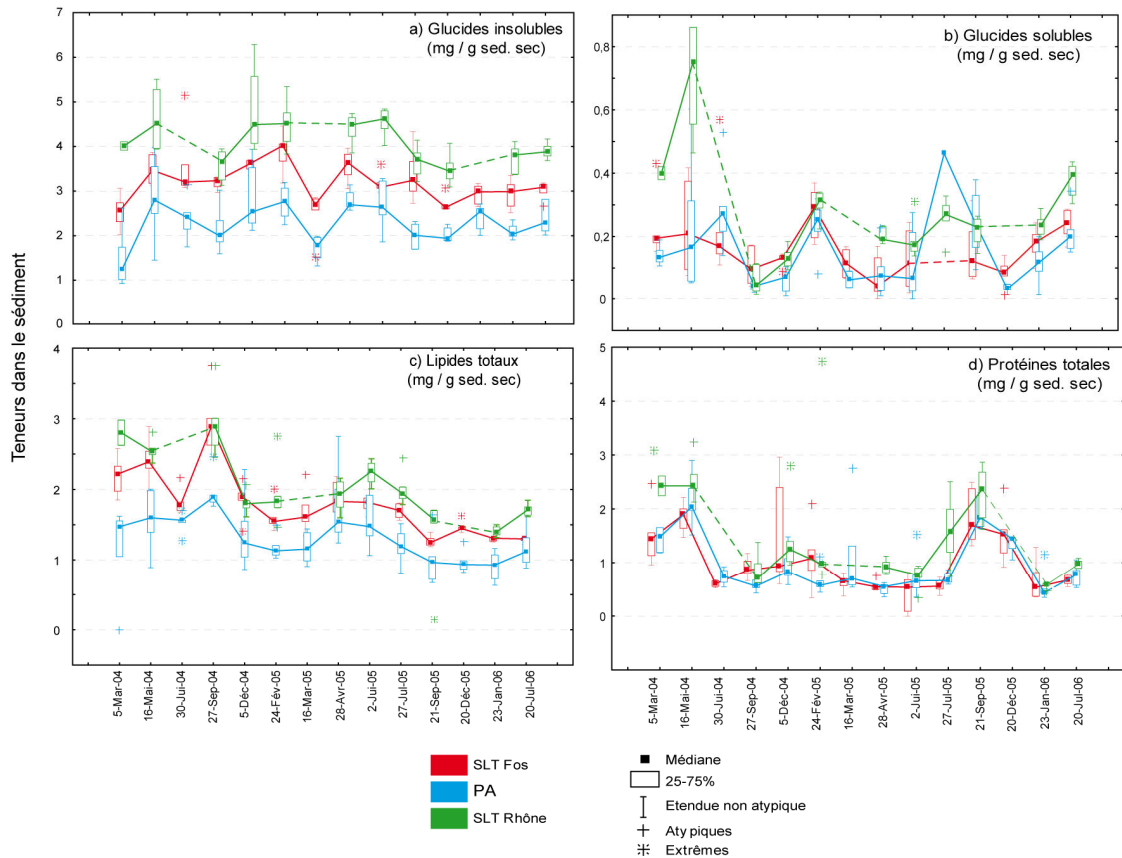 Teneurs dans le sédiment
a) Glucides insolubles
(mg / g sed. sec)
7
6
5
4
3
2
1
0
b) Glucides solubles
(mg / g sed. sec)
0,8
0,6
0,4
0,2
0
c) Lipides totaux
(mg / g sed. sec)
4
3
2
1
0
d) Protéines totales
(mg / g sed. sec)
5
4
3
2
1
0
5-Mar-04
16-Mai-04
30-Jui-04
27-Sep-04
5-Déc-04
24-Fév-05
16-Mar-05
28-Avr-05
2-Jui-05
27-Jul-05
21-Sep-05
20-Déc-05
23-Jan-06
20-Jul-06
5-Mar-04
16-Mai-04
30-Jui-04
27-Sep-04
5-Déc-04
24-Fév-05
16-Mar-05
28-Avr-05
2-Jui-05
27-Jul-05
21-Sep-05
20-Déc-05
23-Jan-06
20-Jul-06
SLT Fos
PA
SLT Rhône
Médiane
25-75%
Etendue non atypique
Aty piques
Extrêmes